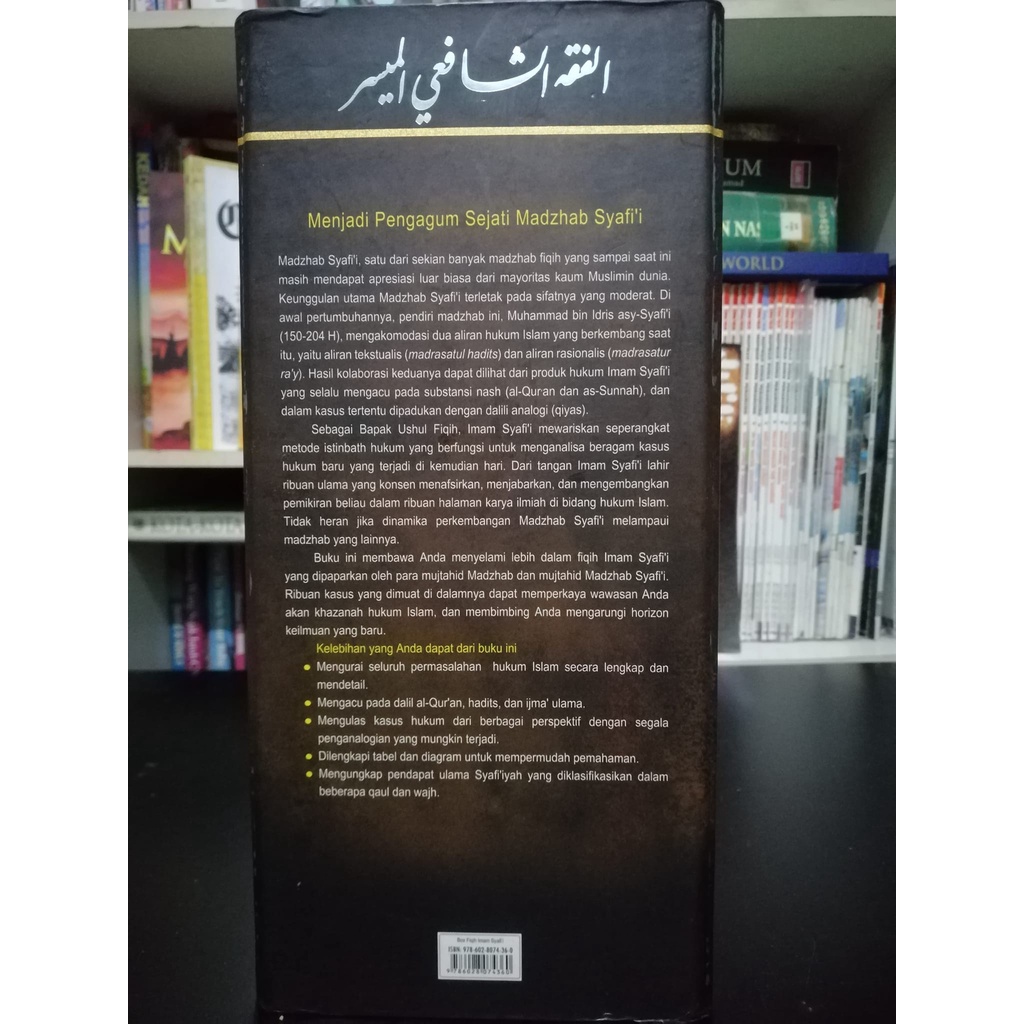 الفقه الشافعي الميسر
Menjadi Pengagum Sejati Madzhab Syafi'i
Madzhab Syafi'i, satu dari sekian banyak madzhab fiqih yang sampai saat ini
masih mendapat apresiasi luar biasa dari mayoritas kaum Muslimin dunia.
Keunggulan utama Madzhab Syafi'i terletak pada sifatnya yang moderat. Di
awal pertumbuhannya, pendiri madzhab ini, Muhammad bin Idris asy-Syafi'i
(150-204 H), mengakomodasi dua aliran hukum Islam yang berkembang saat
itu, yaitu aliran tekstualis (madrasatul hadits) dan aliran rasionalis (madrasatur
ra'y). Hasil kolaborasi keduanya dapat dilihat dari produk hukum Imam Syafi'i
yang selalu mengacu pada substansi nash (al-Qur'an dan as-Sunnah), dan
dalam kasus tertentu dipadukan dengan dalili analogi (qiyas).
Sebagai Bapak Ushul Fiqih, Imam Syafi'i mewariskan seperangkat
metode istinbath hukum yang berfungsi untuk menganalisa beragam kasus
hukum baru yang terjadi di kemudian hari. Dari tangan Imam Syafi'i lahir
ribuan ulama yang konsen menafsirkan, menjabarkan, dan mengembangkan
pemikiran beliau dalam ribuan halaman karya ilmiah di bidang hukum Islam.
Tidak heran jika dinamika perkembangan Madzhab Syafi'i melampaui
madzhab yang lainnya.
Buku ini membawa Anda menyelami lebih dalam fiqih Imam Syafi'i
yang dipaparkan oleh para mujtahid Madzhab dan mujtahid Madzhab Syafi'i.
Ribuan kasus yang dimuat di dalamnya dapat memperkaya wawasan Anda
akan khazanah hukum Islam, dan membimbing Anda mengarungi horizon
keilmuan yang baru.
Kelebihan yang Anda dapat dari buku ini
• Mengurai seluruh permasalahan hukum Islam secara lengkap dan
mendetail.
• Mengacu pada dalil al-Qur'an, hadits, dan ijma' ulama.
• Mengulas kasus hukum dari berbagai perspektif dengan segala
penganalogian yang mungkin terjadi.
• Dilengkapi tabel dan diagram untuk mempermudah pemahaman.
• Mengungkap pendapat ulama Syafi'iyah yang diklasifikasikan dalam
beberapa qaul dan wajh.
ISBN: 978-602-8074-36-0
9786028074360
KEDAH
UM
WORLD